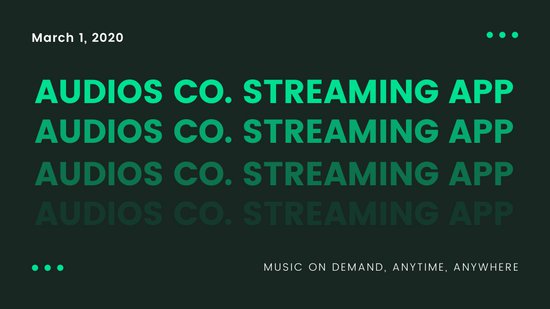 March 1, 2020
AUDIOS CO. STREAMING APP
AUDIOS CO. STREAMING APP
AUDIOS CO. STREAMING APP
AUDIOS CO. STREAMING APP
MUSIC ON DEMAND, ANYTIME, ANYWHERE